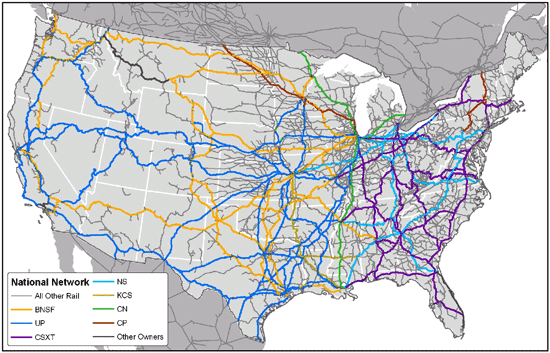 National Network
All Other Rail
BNSF
UP
CSXT
NS
KCS
CN
CP
Other Owners